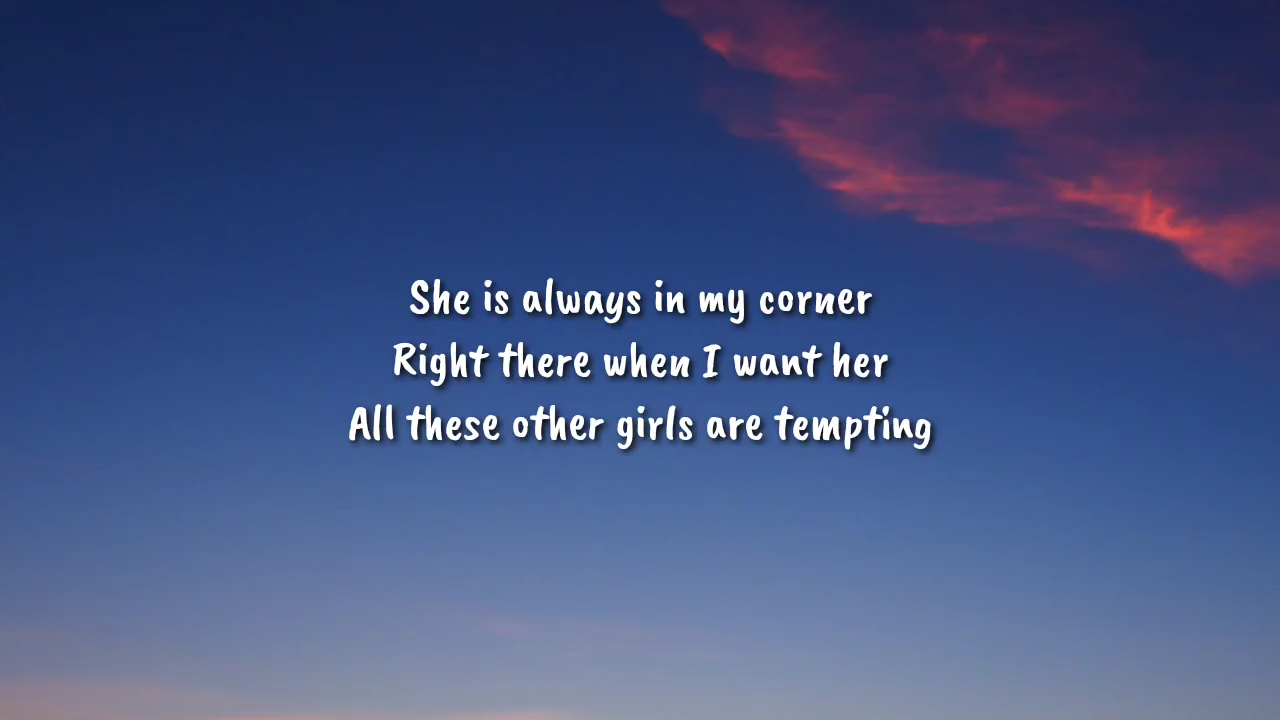 She is always in my corner
Right there when I want her
All these other girls are tempting